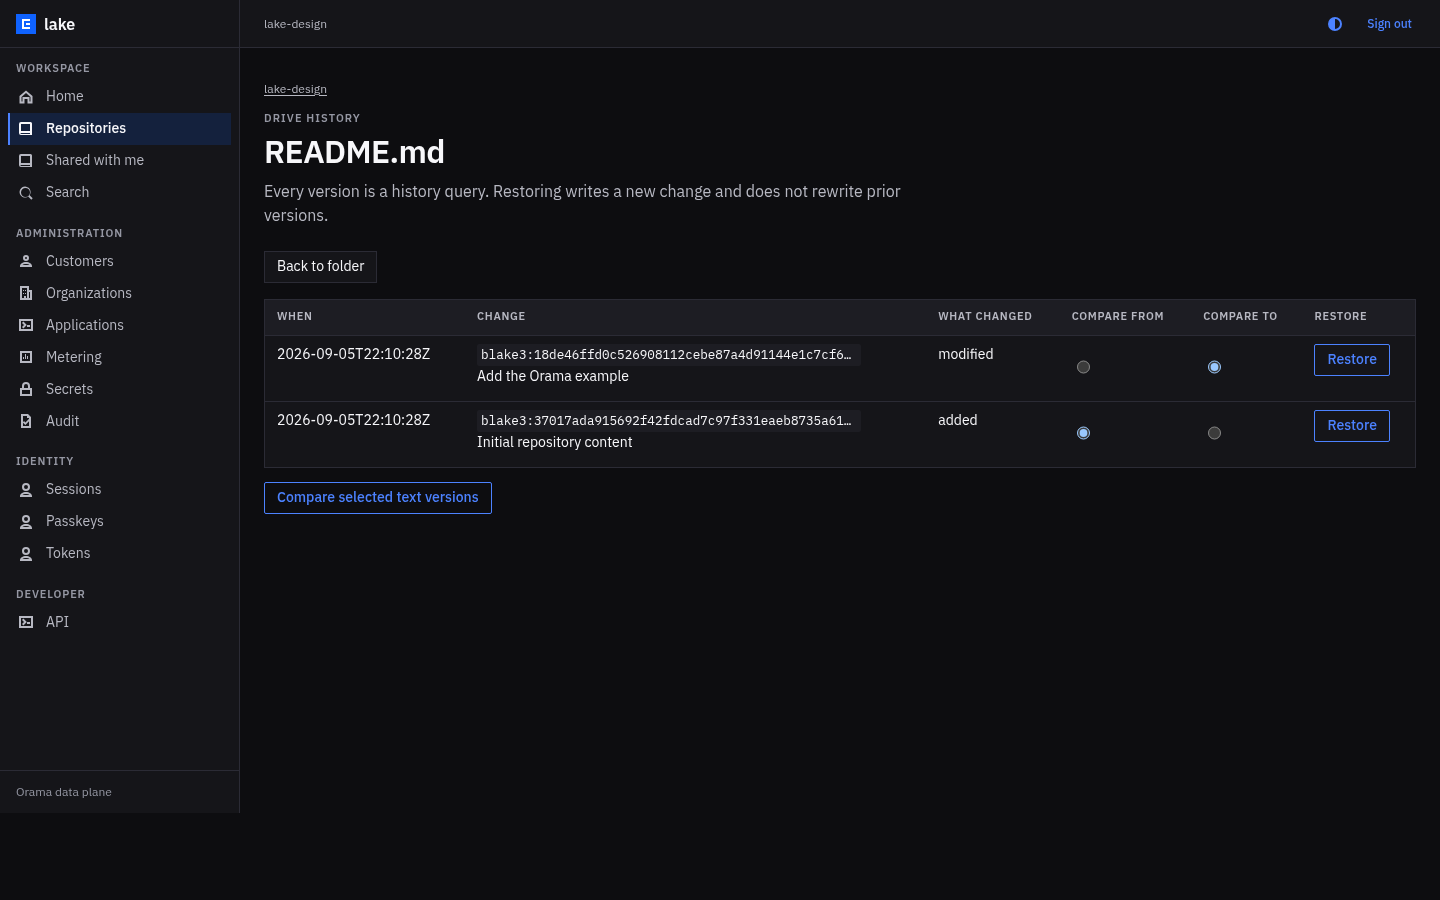 lake
lake-design
Sign out
WORKSPACE
Home
Repositories
Shared with me
Search
ADMINISTRATION
Customers
Organizations
Applications
Metering
Secrets
Audit
IDENTITY
Sessions
Passkeys
Tokens
DEVELOPER
API
Orama data plane
lake-design
DRIVE HISTORY
README.md
Every version is a history query. Restoring writes a new change and does not rewrite prior
versions.
Back to folder
WHEN CHANGE WHAT CHANGED COMPARE FROM COMPARE TO RESTORE
2026-09-05T22:10:28Z blake3:18de46ffd0c526908112cebe87a4d91144e1c7cf6… modified Restore
Add the Orama example
2026-09-05T22:10:28Z blake3:37017ada915692f42fdcad7c97f331eaeb8735a61… added Restore
Initial repository content
Compare selected text versions